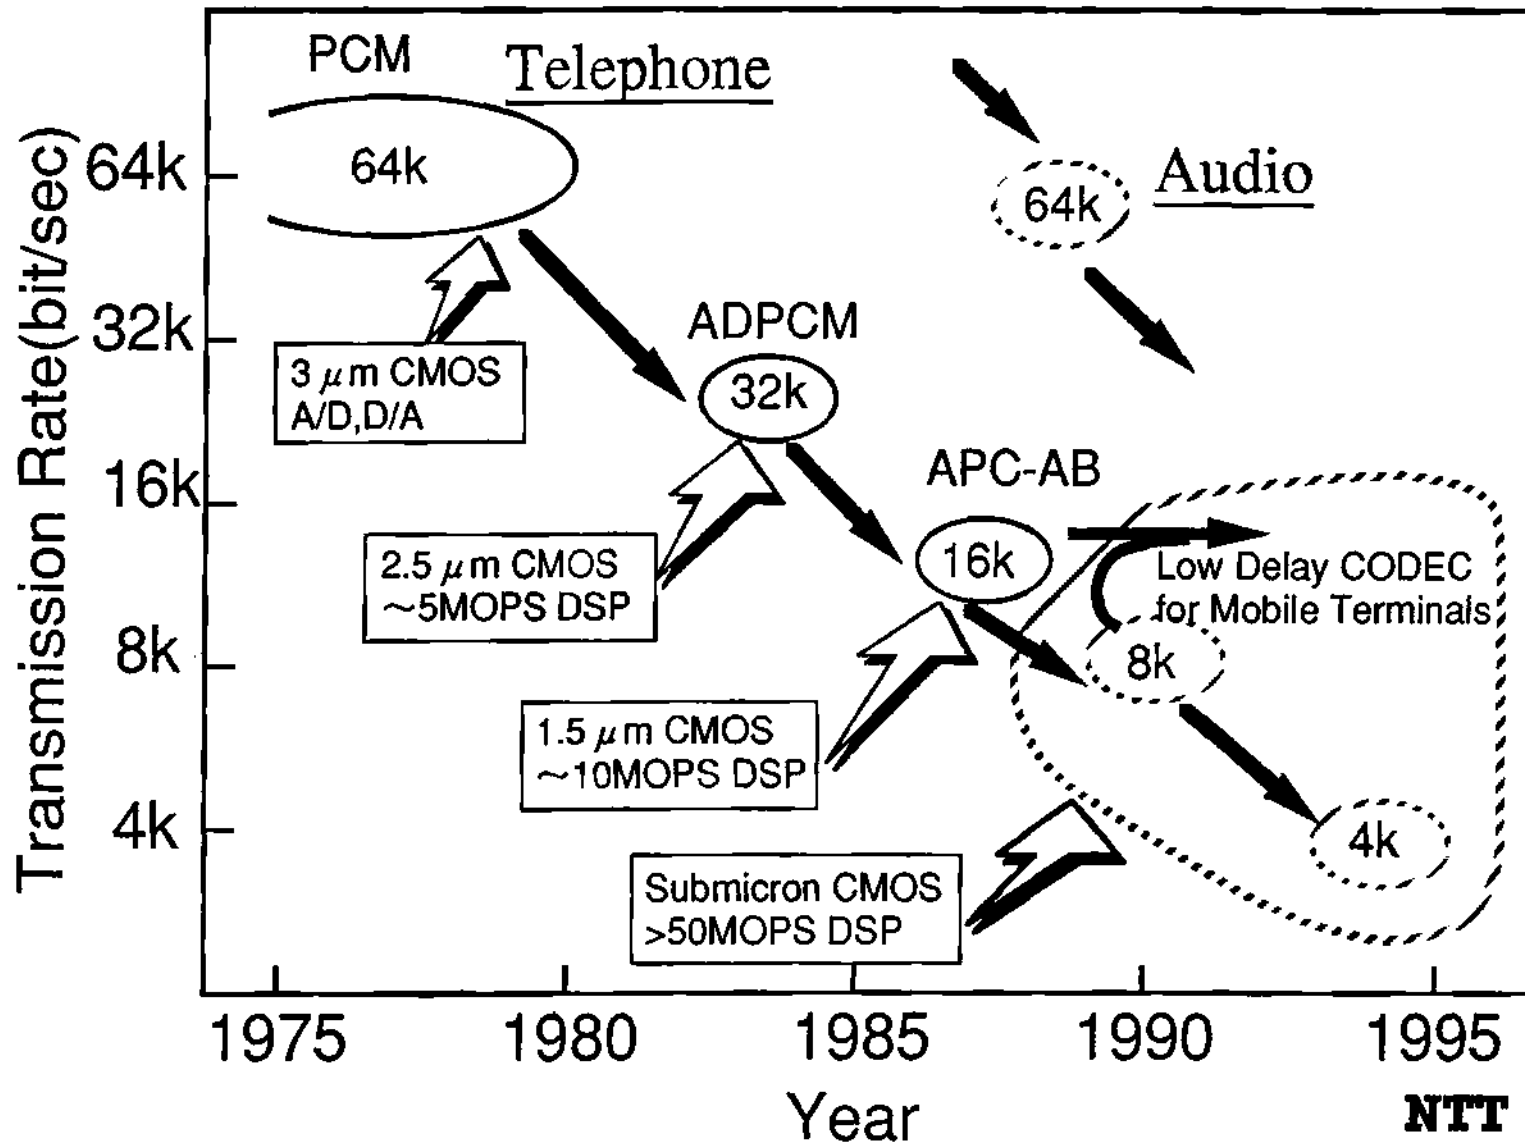 PCM
Telephone
64k
Audio
64k
64k
32k
ADPCM
32k
3 μm CMOS
A/D,D/A
16k
APC-AB
16k
2.5 μm CMOS
~5MOPS DSP
Low Delay CODEC
for Mobile Terminals
8k
8k
1.5 μm CMOS
~10MOPS DSP
4k
4k
Submicron CMOS
>50MOPS DSP
Transmission Rate(bit/sec)
1975
1980
1985
1990
1995
Year
NTT